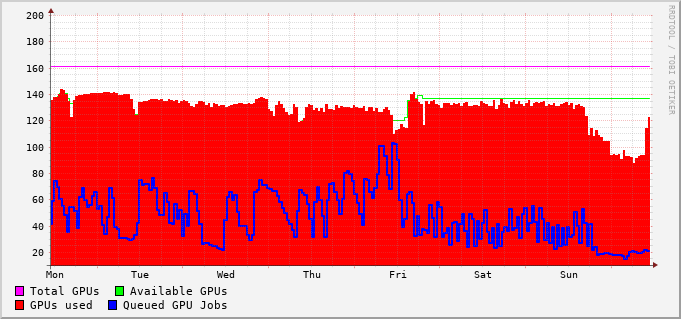 200
180
160
140
120
100
80
60
40
20
Mon Tue Wed Thu Fri Sat Sun
Total GPUs Available GPUs
GPUs used Queued GPU Jobs
RRDTOOL / TOBI OETIKER